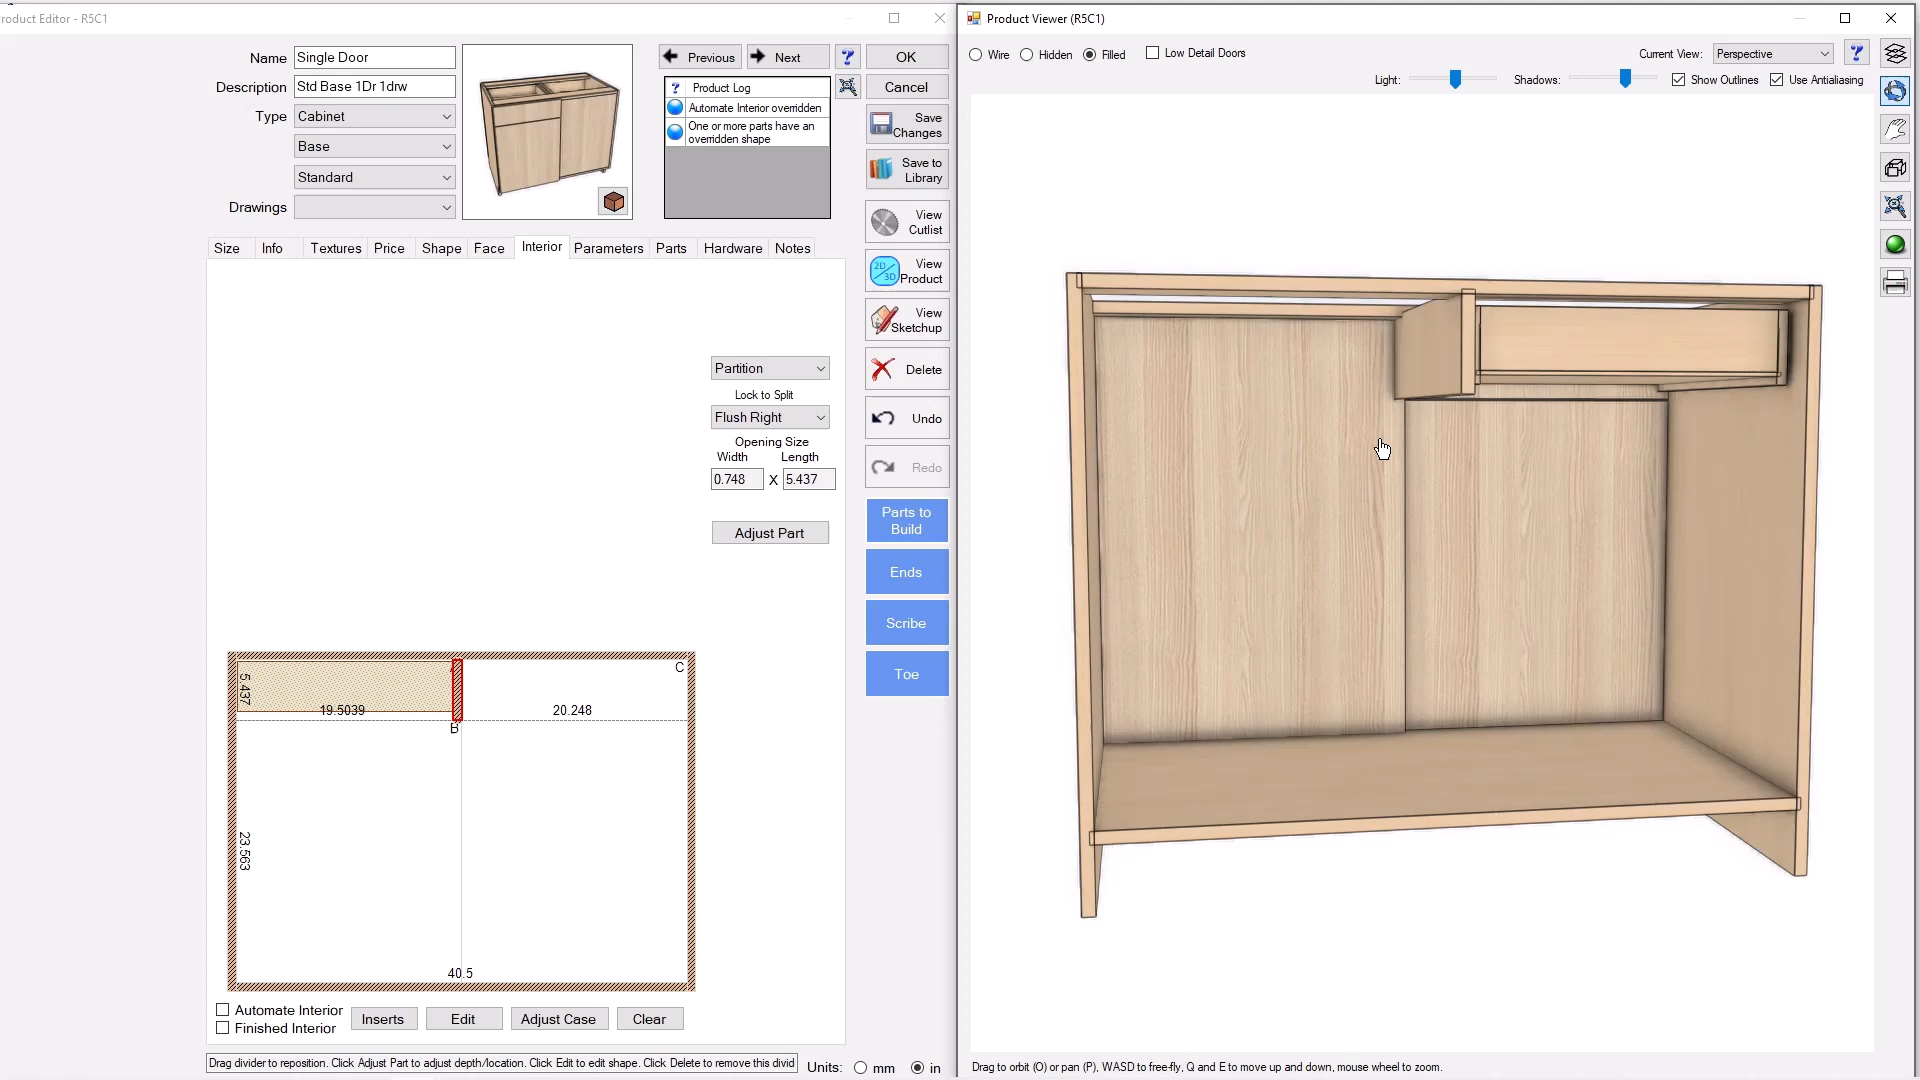 roduct Editor - R5C1
Name
Single Door
Description
Std Base 1Dr 1drw
Type
Cabinet
Base
Standard
Drawings
Previous
Next
?
OK
? Product Log
Automate Interior overridden
One or more parts have an
overridden shape
Cancel
Save
Changes
Save to
Library
View
Cutlist
2D/3D
View
Product
View
Sketchup
Delete
Undo
Redo
Parts to
Build
Ends
Scribe
Toe
Size
Info
Textures
Price
Shape
Face
Interior
Parameters
Parts
Hardware
Notes
Partition
Lock to Split
Flush Right
Opening Size
Width
Length
0.748
X
5.437
Adjust Part
C
5.437
19.5039
20.248
B
23.563
40.5
Automate Interior
Finished Interior
Inserts
Edit
Adjust Case
Clear
Drag divider to reposition. Click Adjust Part to adjust depth/location. Click Edit to edit shape. Click Delete to remove this divid
Units:
mm
in
Product Viewer (R5C1)
Wire
Hidden
Filled
Low Detail Doors
Current View:
Perspective
?
Light:
Shadows:
Show Outlines
Use Antialiasing
Drag to orbit (O) or pan (P), WASD to free-fly, Q and E to move up and down, mouse wheel to zoom.